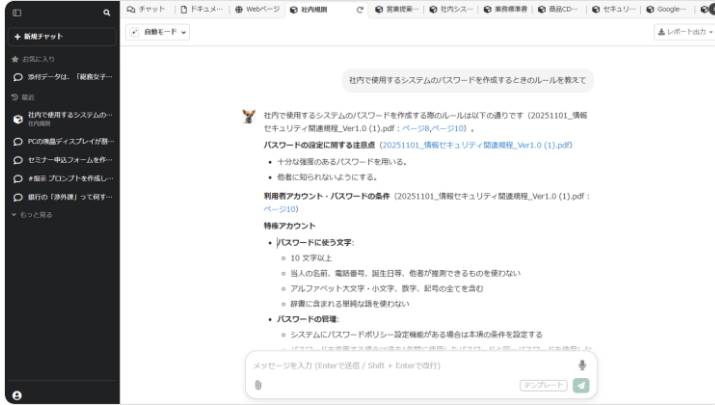 チャット
ドキュメ…
Webページ
社内規則
営業提案…
社内シス…
業務標準書
商品CD…
セキュリ…
Google…
+ 新規チャット
自動モード
レポート出力
お気に入り
添付データは、「総務女子…
最近
社内で使用するシステムの…
社内規則
PCの液晶ディスプレイが割…
セミナー申込フォームを作…
#指示 プロンプトを作成し…
銀行の「渉外課」って何す…
もっと見る
社内で使用するシステムのパスワードを作成するときのルールを教えて
社内で使用するシステムのパスワードを作成する際のルールは以下の通りです（20251101_情報
セキュリティ関連規程_Ver1.0 (1).pdf：ページ8,ページ10）。
パスワードの設定に関する注意点（20251101_情報セキュリティ関連規程_Ver1.0 (1).pdf）
• 十分な強度のあるパスワードを用いる。
• 他者に知られないようにする。
利用者アカウント・パスワードの条件（20251101_情報セキュリティ関連規程_Ver1.0 (1).pdf：
ページ10）
特権アカウント
• パスワードに使う文字:
○ 10 文字以上
○ 当人の名前、電話番号、誕生日等、他者が推測できるものを使わない
○ アルファベット大文字・小文字、数字、記号の全てを含む
○ 辞書に含まれる単純な語を使わない
• パスワードの管理:
○ システムにパスワードポリシー設定機能がある場合は本項の条件を設定する
メッセージを入力 (Enterで送信 / Shift + Enterで改行)
テンプレート